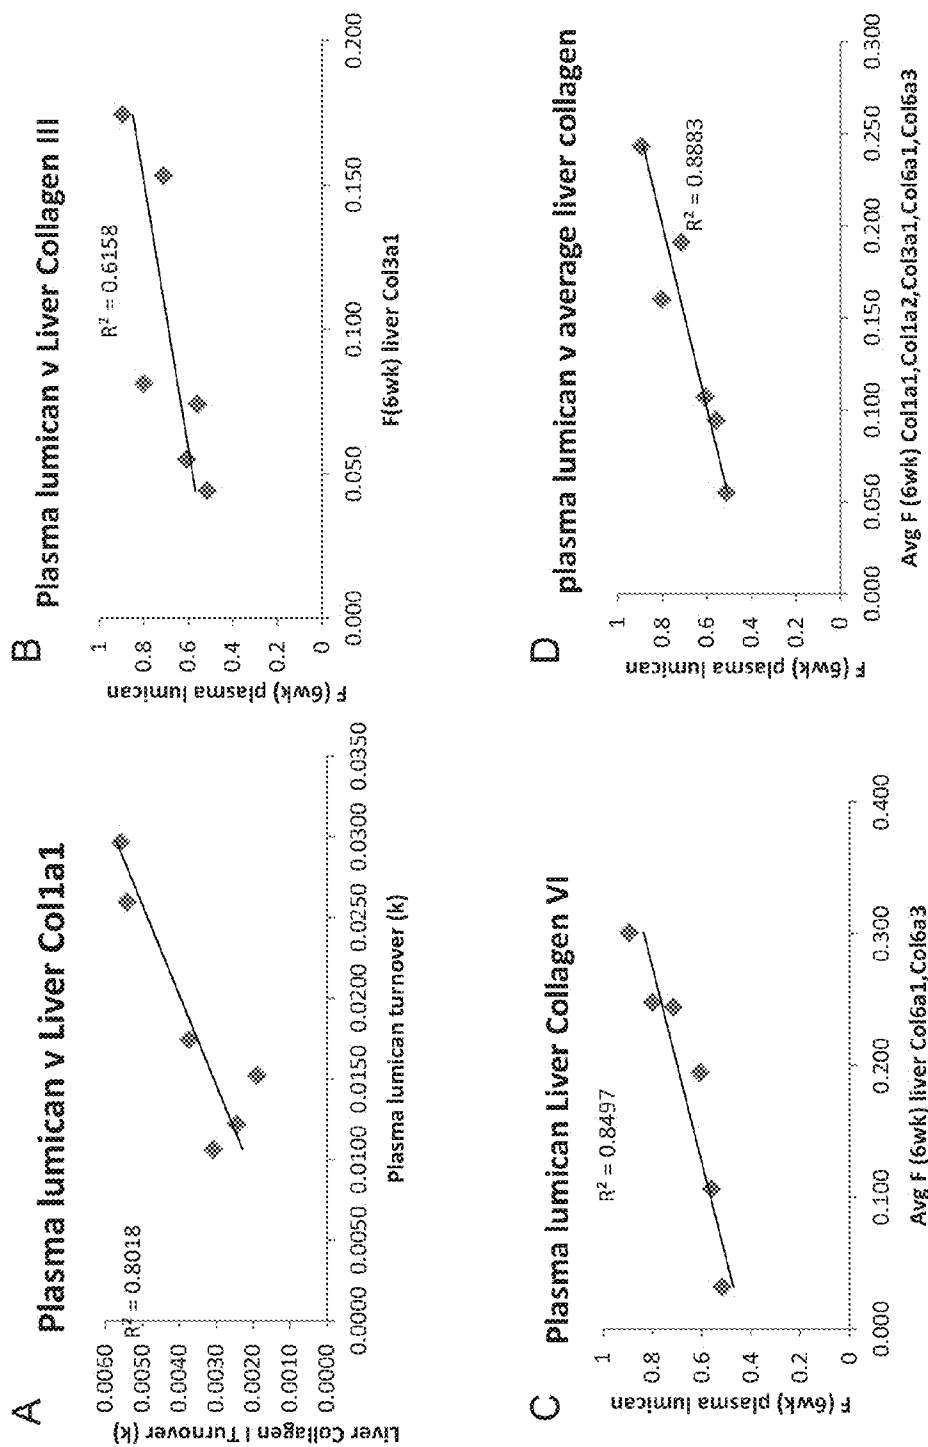 A
Plasma lumican v Liver Col1a1
R² = 0.8018
Liver Collagen I Turnover (k)
0.0060
0.0050
0.0040
0.0030
0.0020
0.0010
0.0000
0.0000 0.0050 0.0100 0.0150 0.0200 0.0250 0.0300 0.0350
Plasma lumican turnover (k)
B
Plasma lumican v Liver Collagen III
R² = 0.6158
F (6wk) plasma lumican
1
0.8
0.6
0.4
0.2
0
0.000 0.050 0.100 0.150 0.200
F(6wk) liver Col3a1
C
Plasma lumican Liver Collagen VI
R² = 0.8497
F (6wk) plasma lumican
1
0.8
0.6
0.4
0.2
0
0.000 0.100 0.200 0.300 0.400
Avg F (6wk) liver Col6a1,Col6a3
D
plasma lumican v average liver collagen
R² = 0.8883
F (6wk) plasma lumican
1
0.8
0.6
0.4
0.2
0
0.000 0.050 0.100 0.150 0.200 0.250 0.300
Avg F (6wk) Col1a1,Col1a2,Col3a1,Col6a1,Col6a3